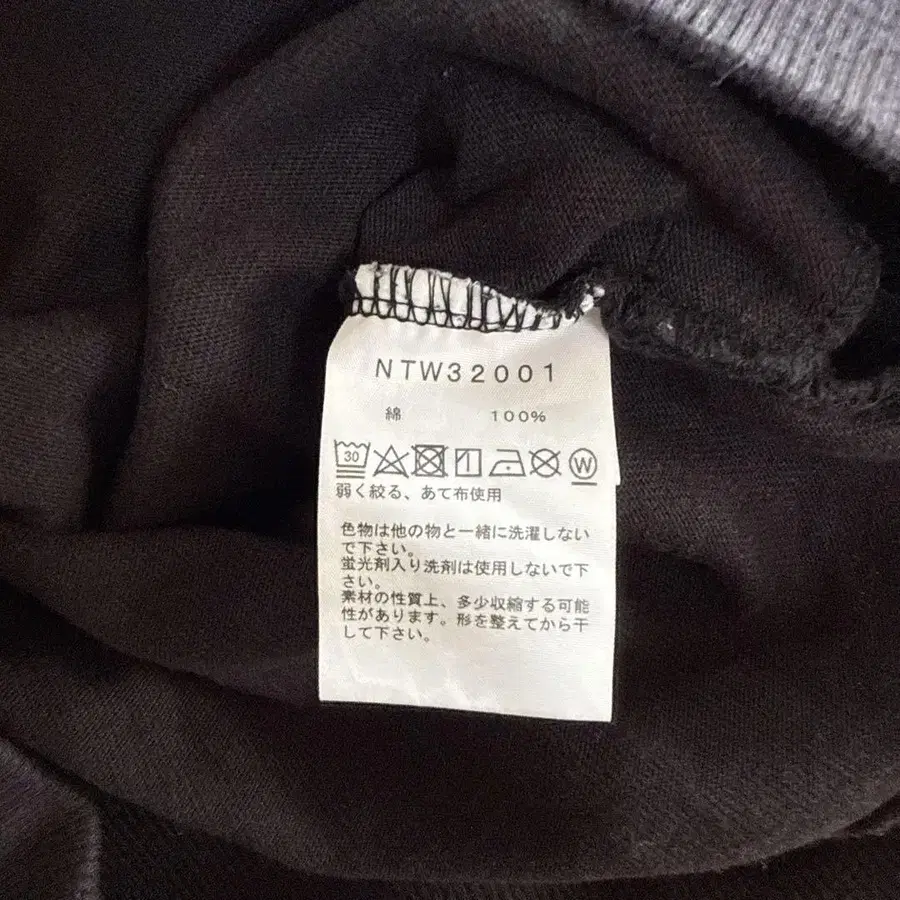 NTW32001
綿 100%
30 W
弱く絞る、あて布使用
色物は他の物と一緒に洗濯しない
で下さい。
蛍光剤入り洗剤は使用しないで下
さい。
素材の性質上、多少収縮する可能
性があります。形を整えてから干
して下さい。